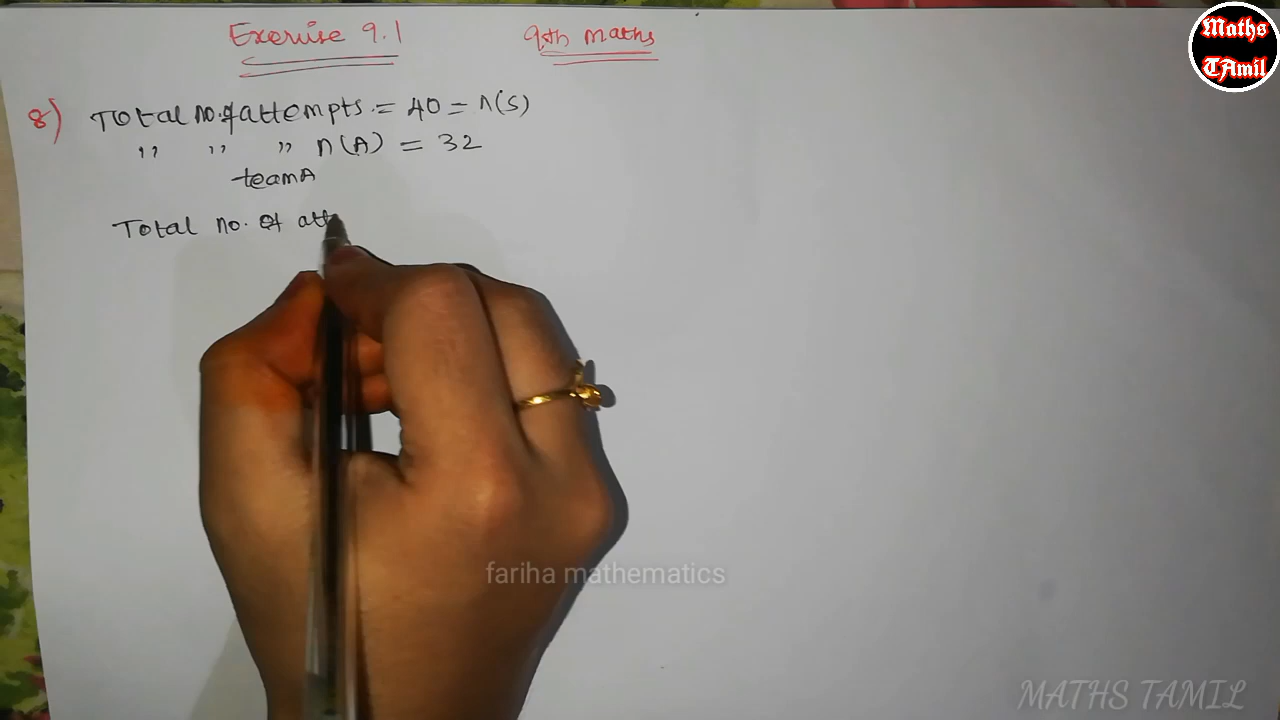 Exercise 9.1 9th maths
8) Total no. of attempts = 40 = n(S)
,, ,, ,, n(A) = 32
team A
Total no. of att
fariha mathematics
MATHS TAMIL
Maths
TAmil